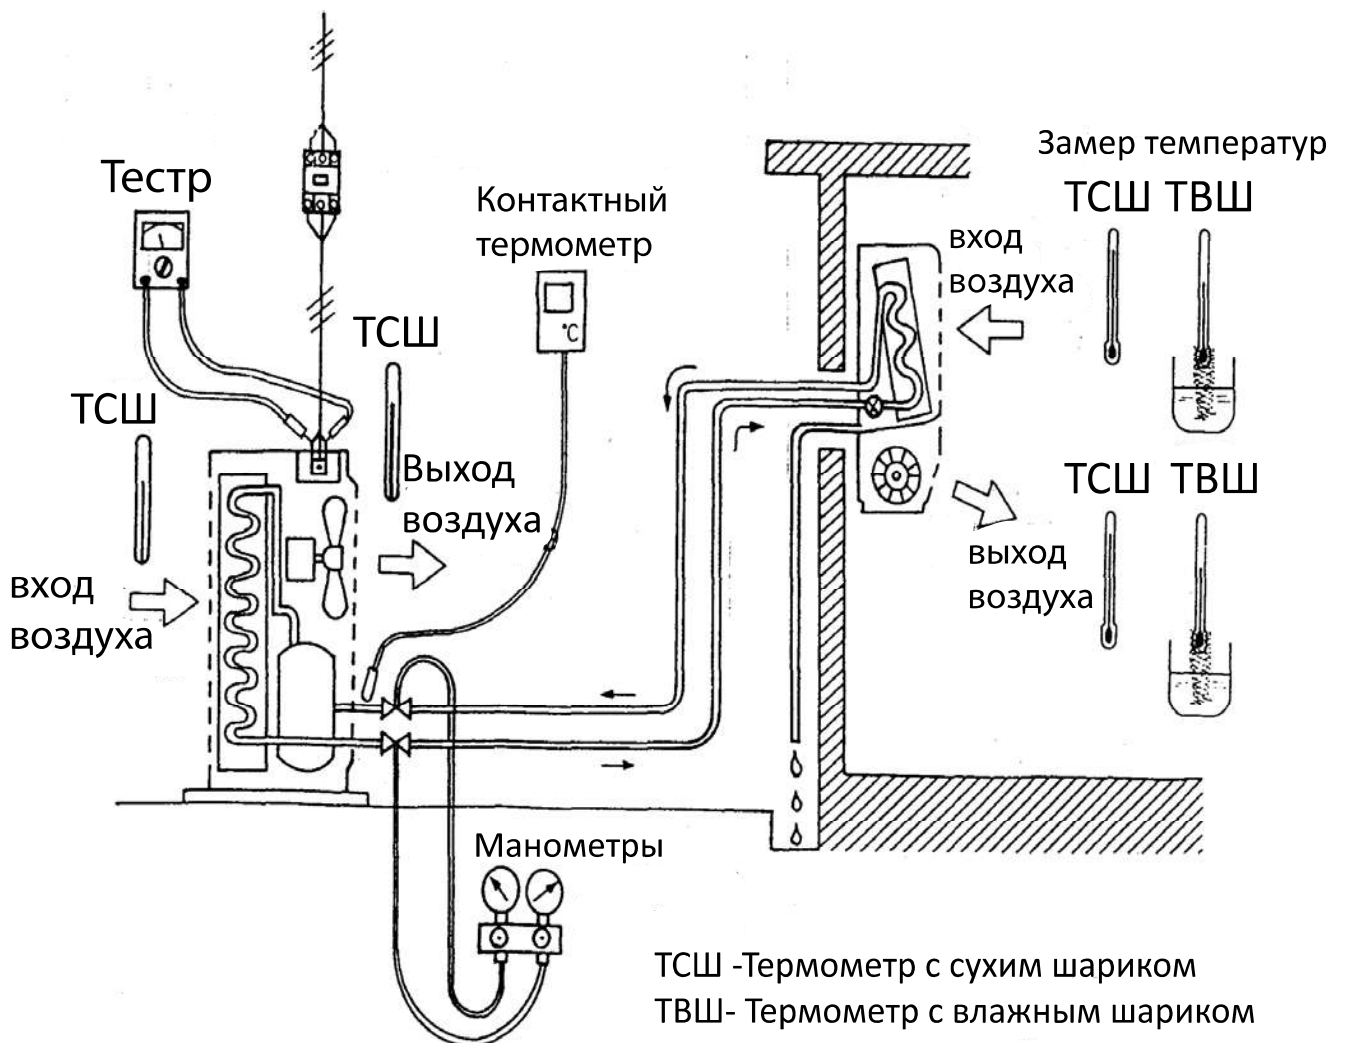 Замер температур
Тестр
ТСШ ТВШ
Контактный
термометр
вход
воздуха
ТСШ
°C
ТСШ
Выход
воздуха
ТСШ ТВШ
выход
воздуха
вход
воздуха
Манометры
ТСШ -Термометр с сухим шариком
ТВШ- Термометр с влажным шариком